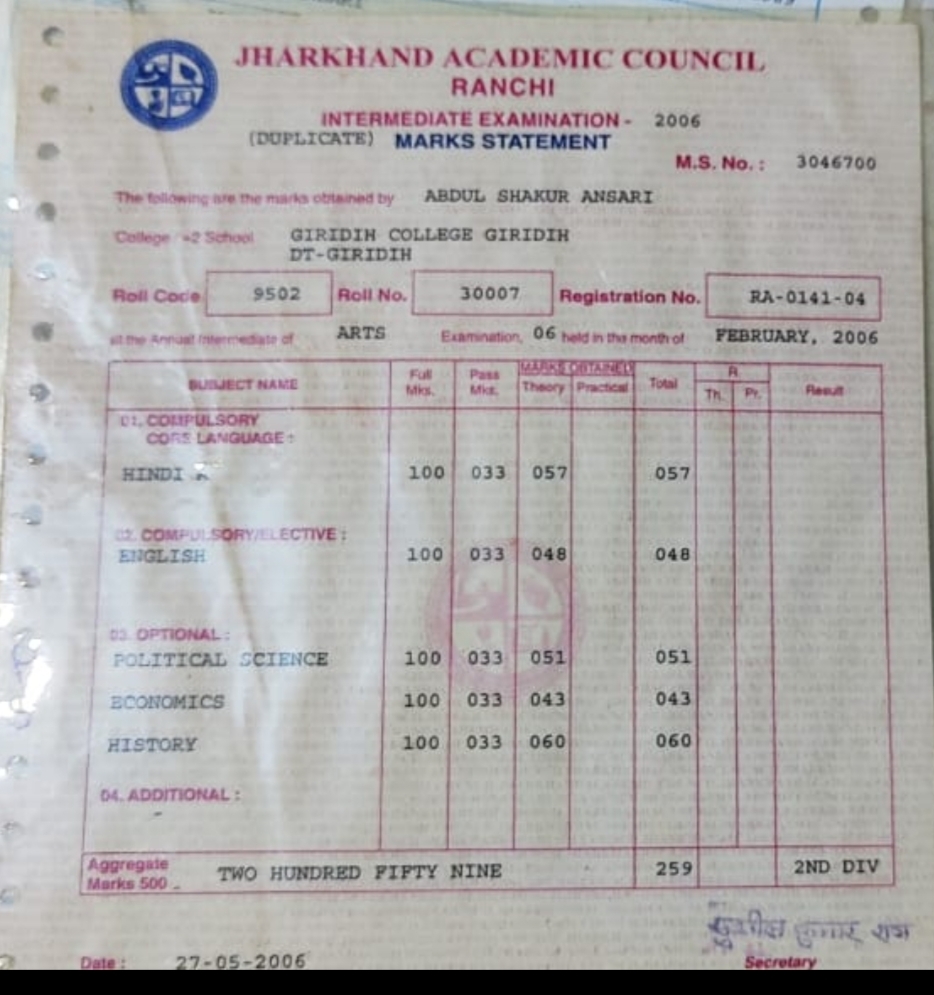 JHARKHAND ACADEMIC COUNCIL
RANCHI
INTERMEDIATE EXAMINATION - 2006
(DUPLICATE) MARKS STATEMENT
M.S. No. : 3046700
The following are the marks obtained by ABDUL SHAKUR ANSARI
College +2 School GIRIDIH COLLEGE GIRIDIH
DT-GIRIDIH
Roll Code 9502 Roll No. 30007 Registration No. RA-0141-04
at the Annual Intermediate of ARTS Examination, 06 held in the month of FEBRUARY, 2006
SUBJECT NAME Full Mks. Pass Mks. MARKS OBTAINED Theory Practical Total R. Th. Pr. Result
01. COMPULSORY
CORE LANGUAGE :
HINDI 100 033 057 057
02. COMPULSORY/ELECTIVE :
ENGLISH 100 033 048 048
03. OPTIONAL :
POLITICAL SCIENCE 100 033 051 051
ECONOMICS 100 033 043 043
HISTORY 100 033 060 060
04. ADDITIONAL :
-
Aggregate
Marks 500 TWO HUNDRED FIFTY NINE 259 2ND DIV
कुमार
Date : 27-05-2006 Secretary